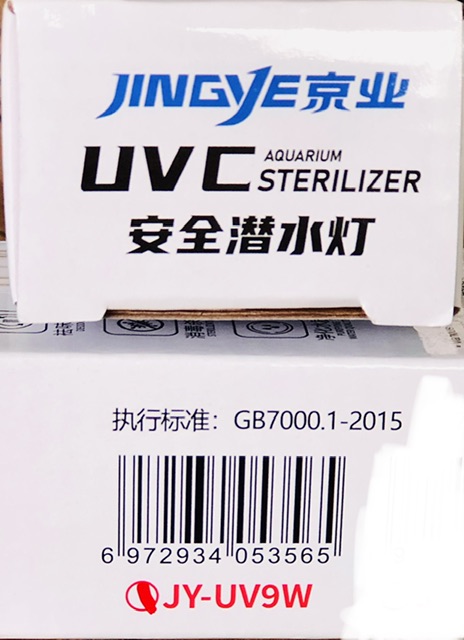 JINGYE京业
UVC AQUARIUM STERILIZER
安全潜水灯
执行标准：GB7000.1-2015
6 972934 053565
JY-UV9W